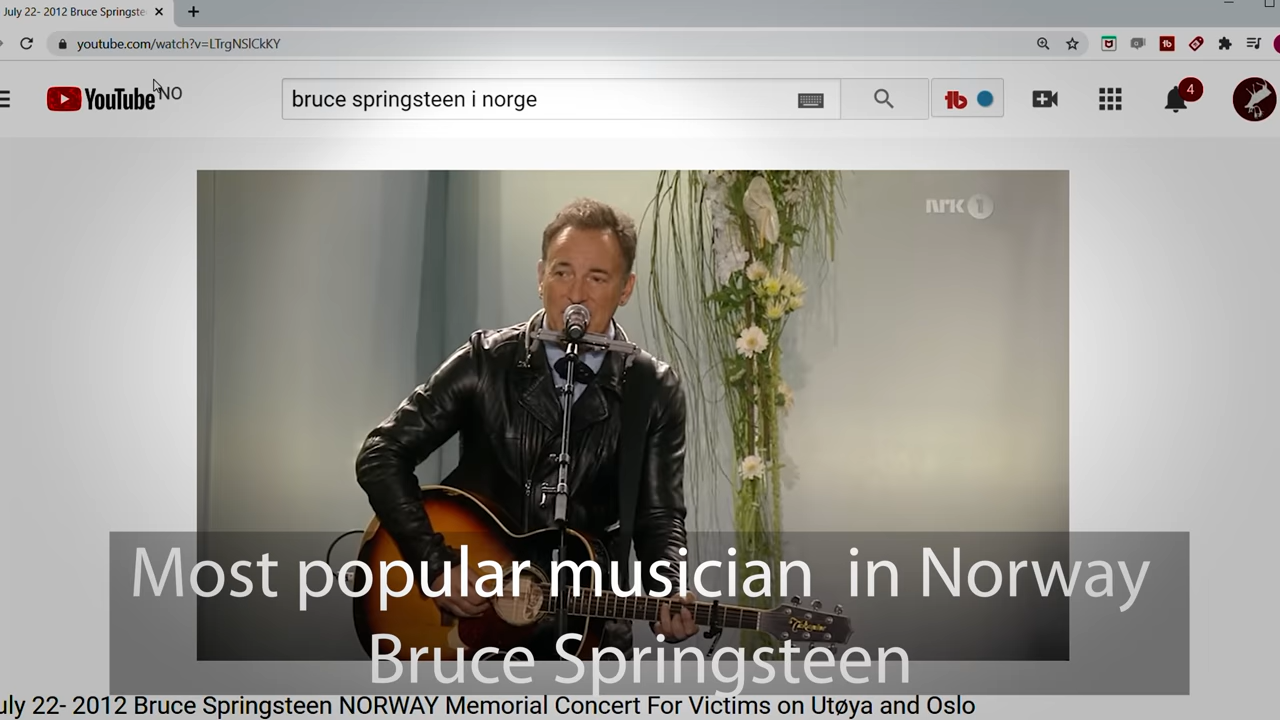 July 22- 2012 Bruce Springste
youtube.com/watch?v=LTrgNSlCkKY
YouTube NO
bruce springsteen i norge
tb
4
nrk 1
Takamine
Most popular musician in Norway
Bruce Springsteen
uly 22- 2012 Bruce Springsteen NORWAY Memorial Concert For Victims on Utøya and Oslo